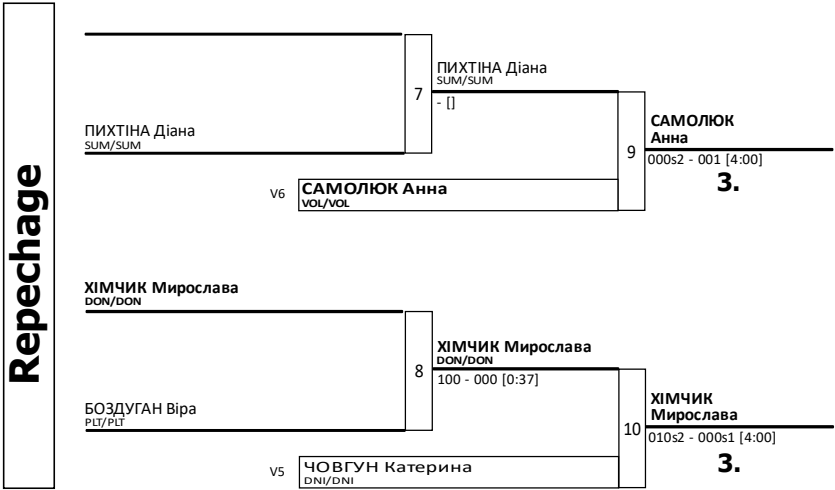 Repechage
7
ПИХТІНА Діана
SUM/SUM
- []
ПИХТІНА Діана
SUM/SUM
9
САМОЛЮК
Анна
000s2 - 001 [4:00]
3.
V6
САМОЛЮК Анна
VOL/VOL
ХІМЧИК Мирослава
DON/DON
8
ХІМЧИК Мирослава
DON/DON
100 - 000 [0:37]
БОЗДУГАН Віра
PLT/PLT
10
ХІМЧИК
Мирослава
010s2 - 000s1 [4:00]
3.
V5
ЧОВГУН Катерина
DNI/DNI